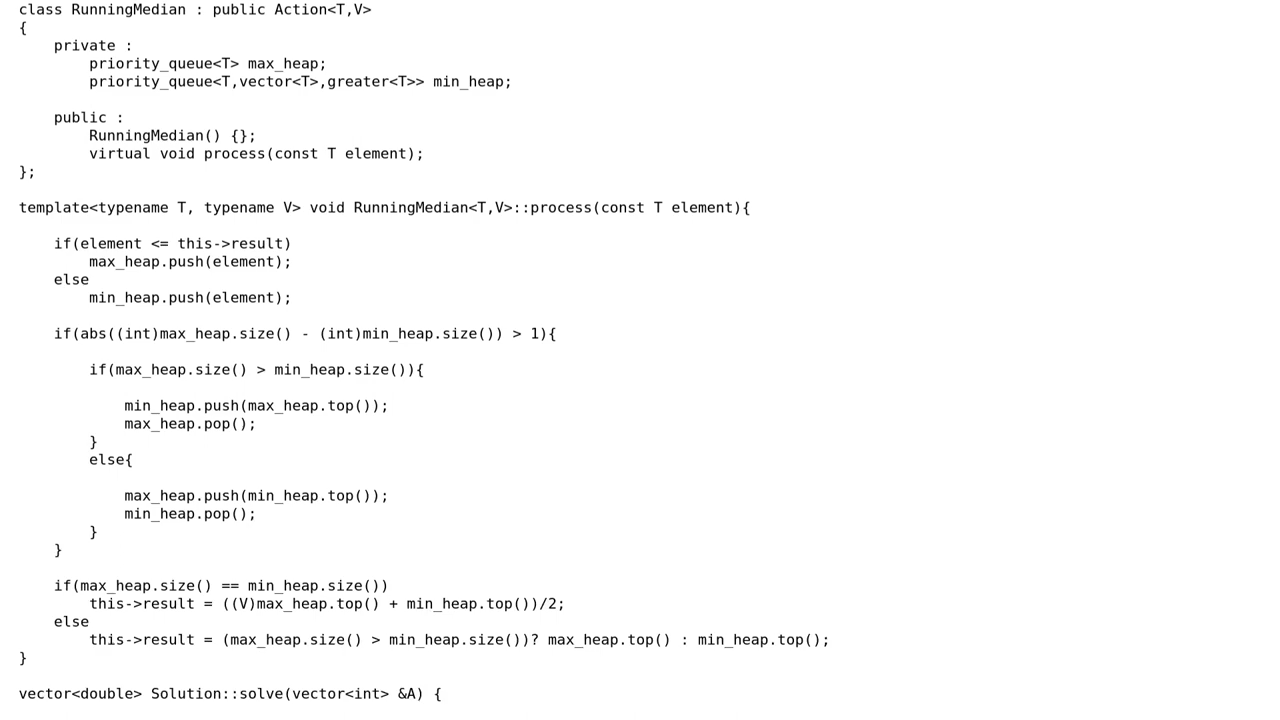 class RunningMedian : public Action<T,V>
{
    private :
        priority_queue<T> max_heap;
        priority_queue<T,vector<T>,greater<T>> min_heap;

    public :
        RunningMedian() {};
        virtual void process(const T element);
};

template<typename T, typename V> void RunningMedian<T,V>::process(const T element){

    if(element <= this->result)
        max_heap.push(element);
    else
        min_heap.push(element);

    if(abs((int)max_heap.size() - (int)min_heap.size()) > 1){

        if(max_heap.size() > min_heap.size()){

            min_heap.push(max_heap.top());
            max_heap.pop();
        }
        else{

            max_heap.push(min_heap.top());
            min_heap.pop();
        }
    }

    if(max_heap.size() == min_heap.size())
        this->result = ((V)max_heap.top() + min_heap.top())/2;
    else
        this->result = (max_heap.size() > min_heap.size())? max_heap.top() : min_heap.top();
}

vector<double> Solution::solve(vector<int> &A) {